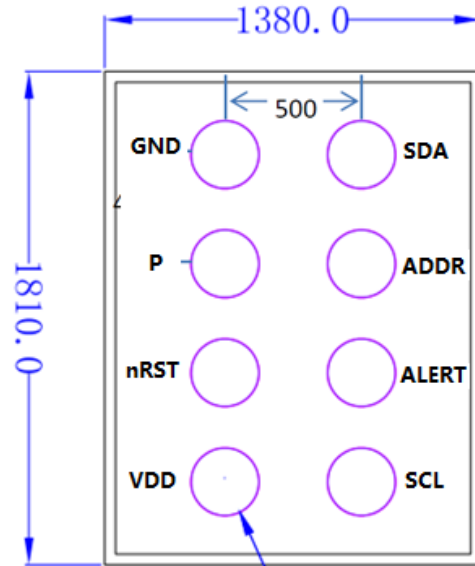 1380.0
500
GND SDA
P ADDR
nRST ALERT
VDD SCL
1810.0